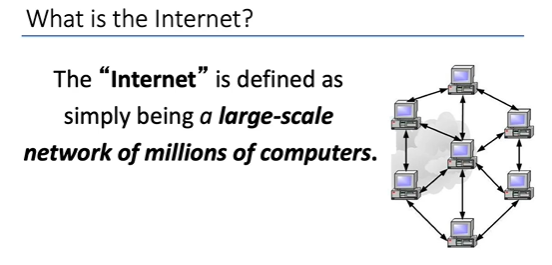 What is the Internet?
The “Internet” is defined as
simply being a large-scale
network of millions of computers.